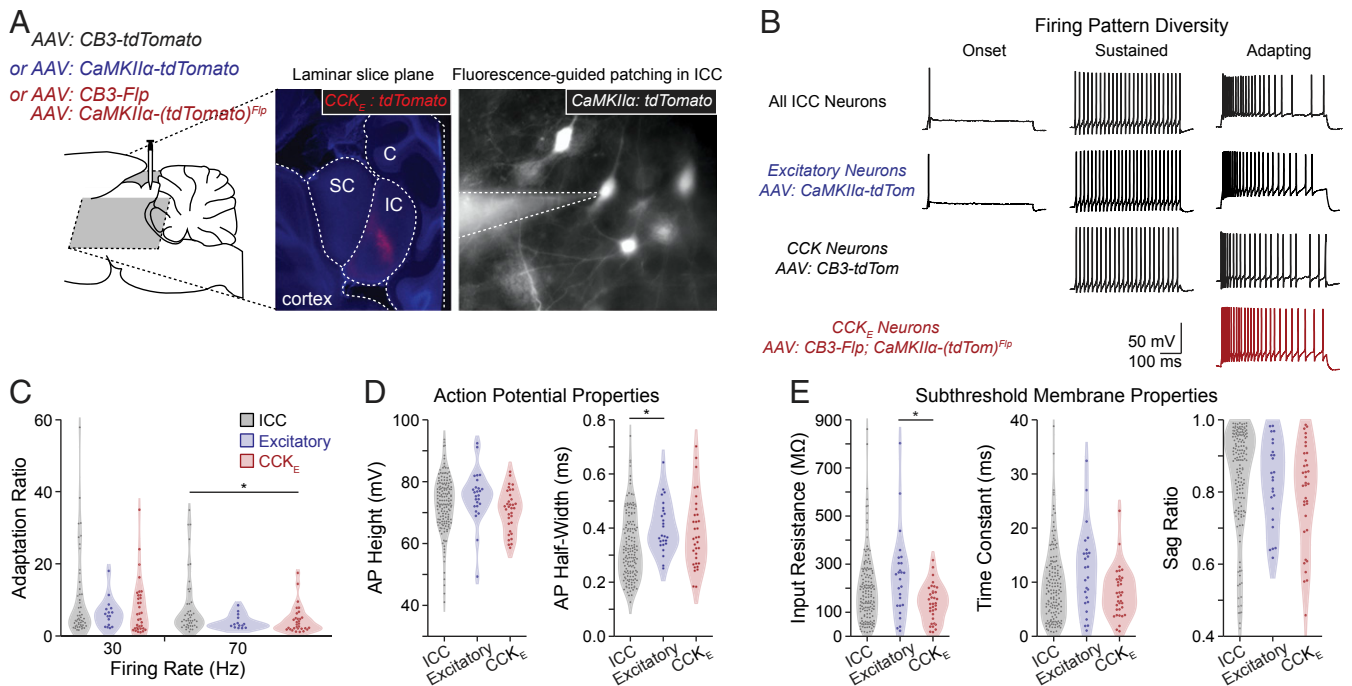 A
AAV: CB3-tdTomato
or AAV: CaMKIIα-tdTomato
or AAV: CB3-Flp
AAV: CaMKIIα-(tdTomato)Flp
Laminar slice plane
CCKE : tdTomato
C
SC
IC
cortex
Fluorescence-guided patching in ICC
CaMKIIα: tdTomato
B
Firing Pattern Diversity
Onset Sustained Adapting
All ICC Neurons
Excitatory Neurons
AAV: CaMKIIα-tdTom
CCK Neurons
AAV: CB3-tdTom
CCKE Neurons
AAV: CB3-Flp; CaMKIIα-(tdTom)Flp
50 mV
100 ms
C
60
40
20
0
Adaptation Ratio
ICC
Excitatory
CCKE
*
30 70
Firing Rate (Hz)
D
Action Potential Properties
100
80
60
40
AP Height (mV)
ICC
Excitatory
CCKE
0.8
0.6
0.4
0.2
0.0
AP Half-Width (ms)
*
ICC
Excitatory
CCKE
E
Subthreshold Membrane Properties
900
750
600
450
300
150
0
Input Resistance (MΩ)
*
ICC
Excitatory
CCKE
40
30
20
10
0
Time Constant (ms)
ICC
Excitatory
CCKE
1.0
0.8
0.6
0.4
Sag Ratio
ICC
Excitatory
CCKE